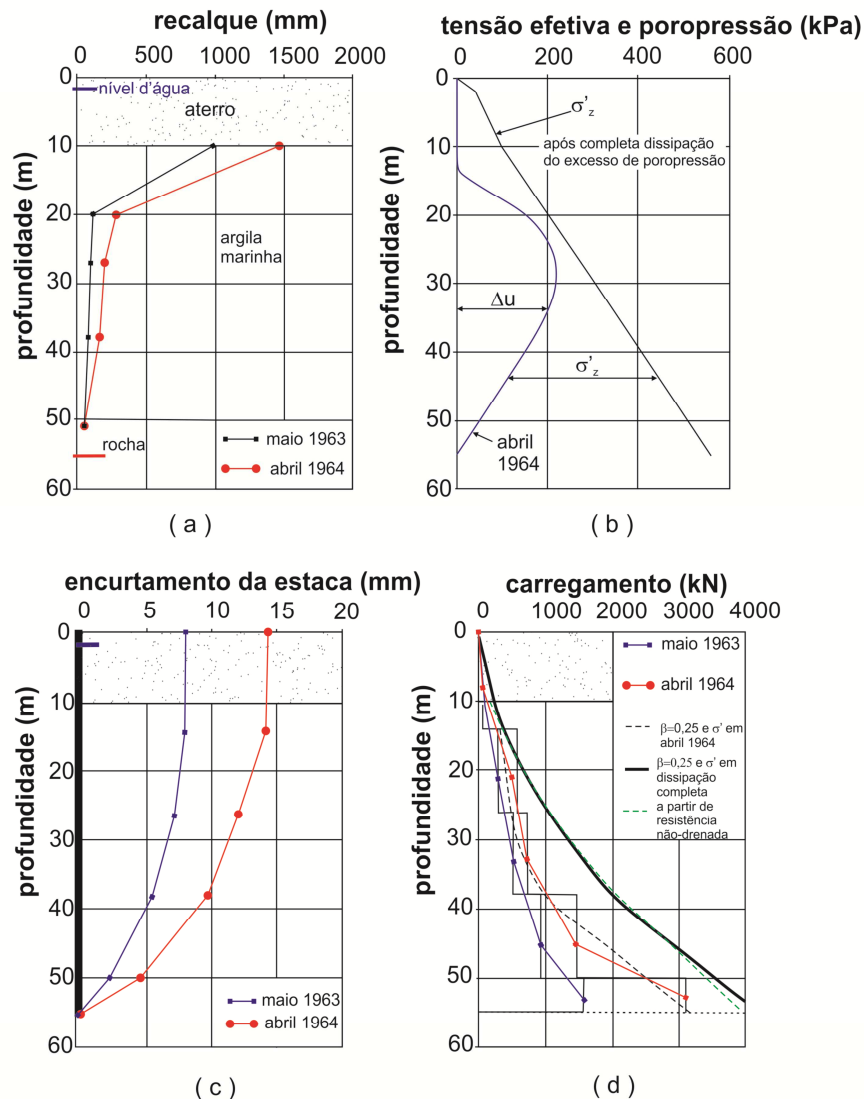 recalque (mm)
0 500 1000 1500 2000
profundidade (m)
0
10
20
30
40
50
60
nível d'água
aterro
argila
marinha
rocha
maio 1963
abril 1964
( a )
tensão efetiva e poropressão (kPa)
0 200 400 600
profundidade (m)
0
10
20
30
40
50
60
σ'z
após completa dissipação
do excesso de poropressão
Δu
σ'z
abril
1964
( b )
encurtamento da estaca (mm)
0 5 10 15 20
profundidade (m)
0
10
20
30
40
50
60
maio 1963
abril 1964
( c )
carregamento (kN)
0 1000 2000 3000 4000
profundidade (m)
0
10
20
30
40
50
60
maio 1963
abril 1964
β=0,25 e σ' em
abril 1964
β=0,25 e σ' em
dissipação
completa
a partir de
resistência
não-drenada
( d )